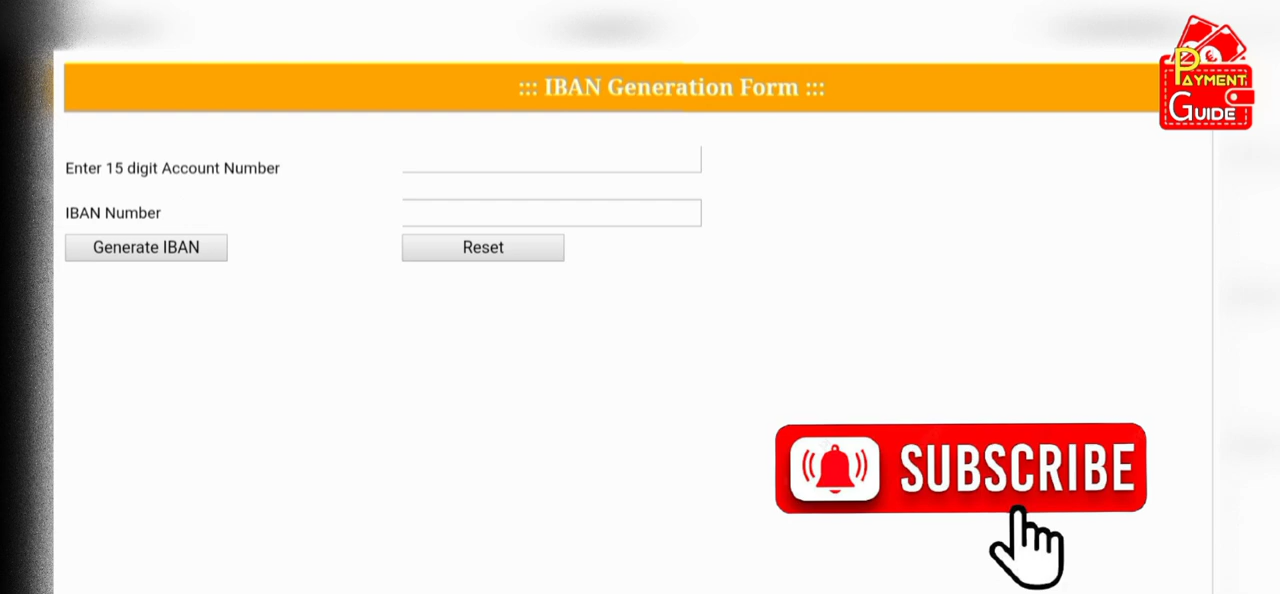 ::: IBAN Generation Form :::
PAYMENT
GUIDE
Enter 15 digit Account Number
IBAN Number
Generate IBAN
Reset
SUBSCRIBE